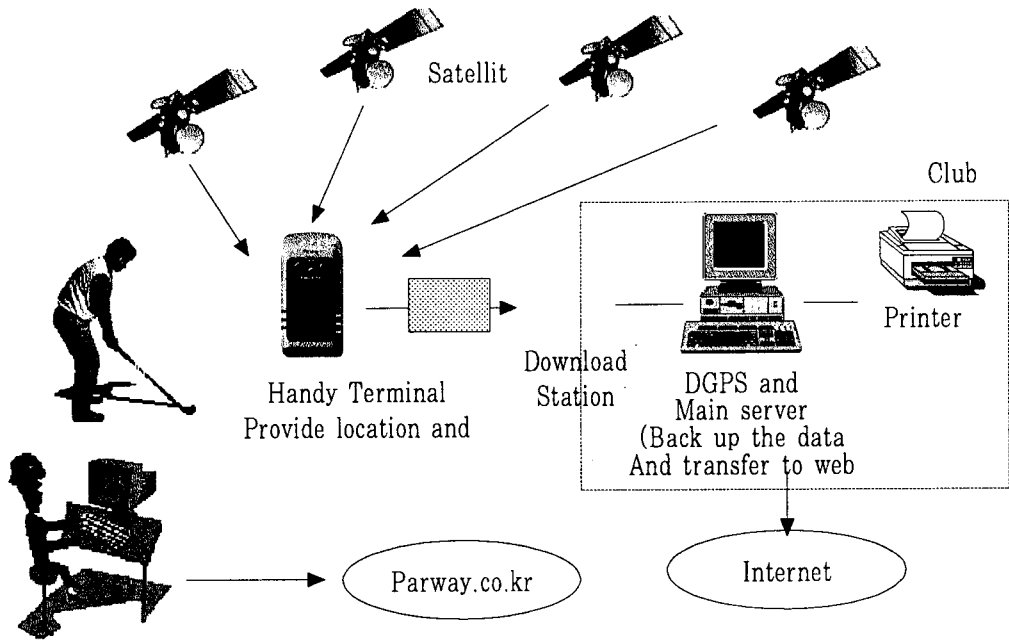 Satellit
Club
Printer
Download
Station
Handy Terminal
Provide location and
DGPS and
Main server
(Back up the data
And transfer to web
Parway.co.kr
Internet